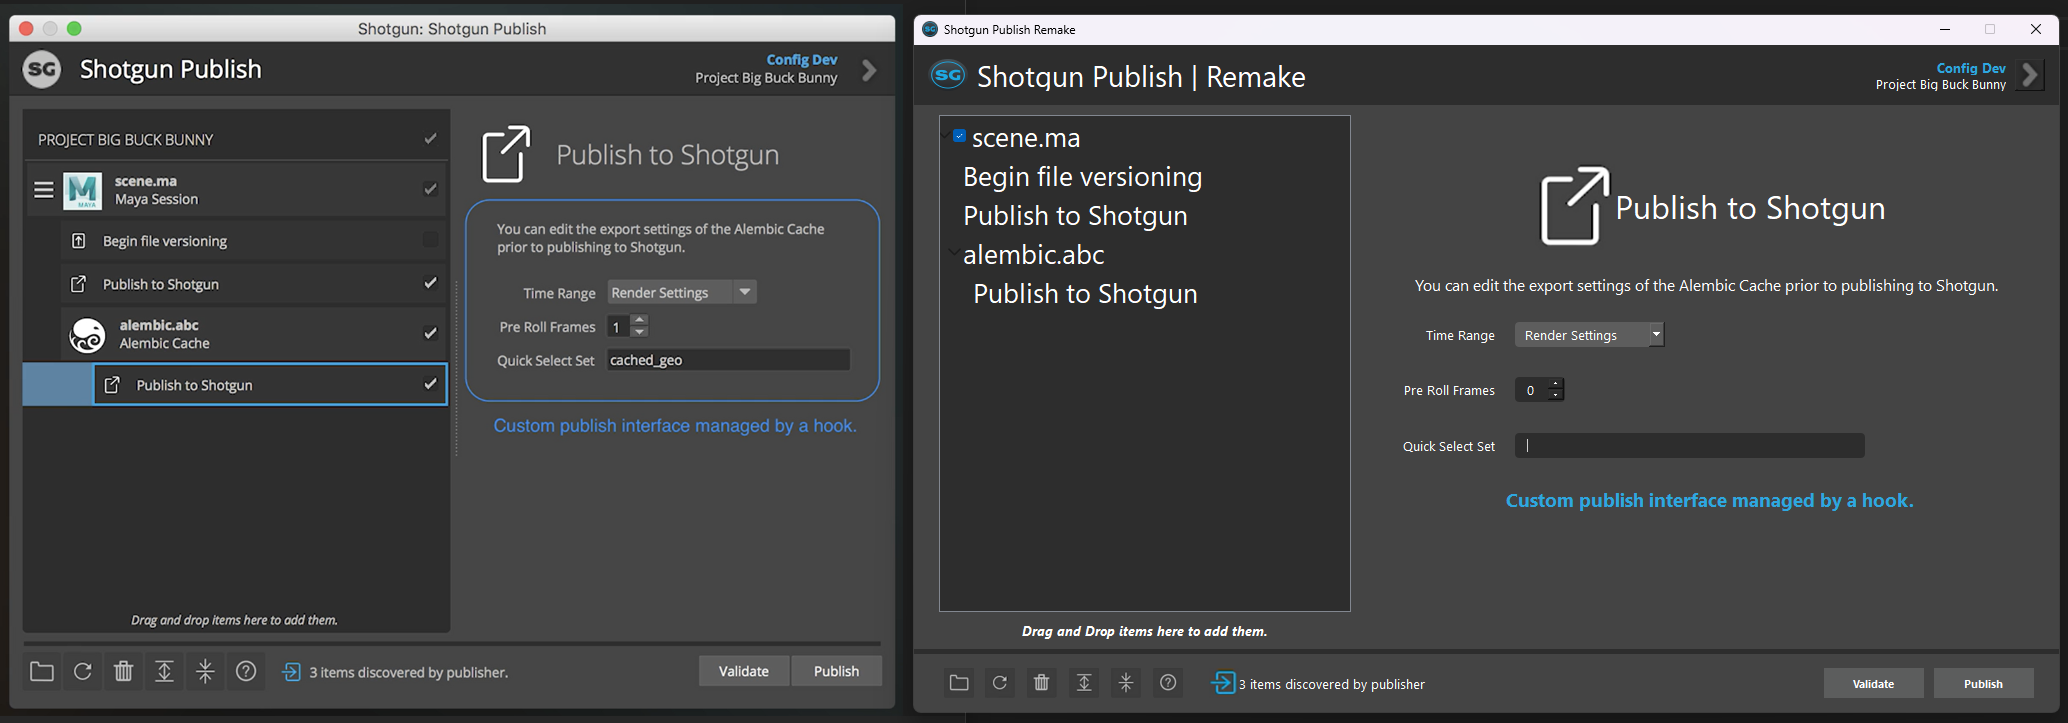 Shotgun: Shotgun Publish
SG
Shotgun Publish
Config Dev
Project Big Buck Bunny
PROJECT BIG BUCK BUNNY
scene.ma
Maya Session
MAYA
Begin file versioning
Publish to Shotgun
alembic.abc
Alembic Cache
Publish to Shotgun
Drag and drop items here to add them.
Publish to Shotgun
You can edit the export settings of the Alembic Cache
prior to publishing to Shotgun.
Time Range Render Settings
Pre Roll Frames 1
Quick Select Set cached_geo
Custom publish interface managed by a hook.
3 items discovered by publisher.
Validate
Publish
SG
Shotgun Publish Remake
SG
Shotgun Publish | Remake
Config Dev
Project Big Buck Bunny
scene.ma
Begin file versioning
Publish to Shotgun
alembic.abc
Publish to Shotgun
Drag and Drop items here to add them.
Publish to Shotgun
You can edit the export settings of the Alembic Cache prior to publishing to Shotgun.
Time Range Render Settings
Pre Roll Frames 0
Quick Select Set
Custom publish interface managed by a hook.
3 items discovered by publisher
Validate
Publish